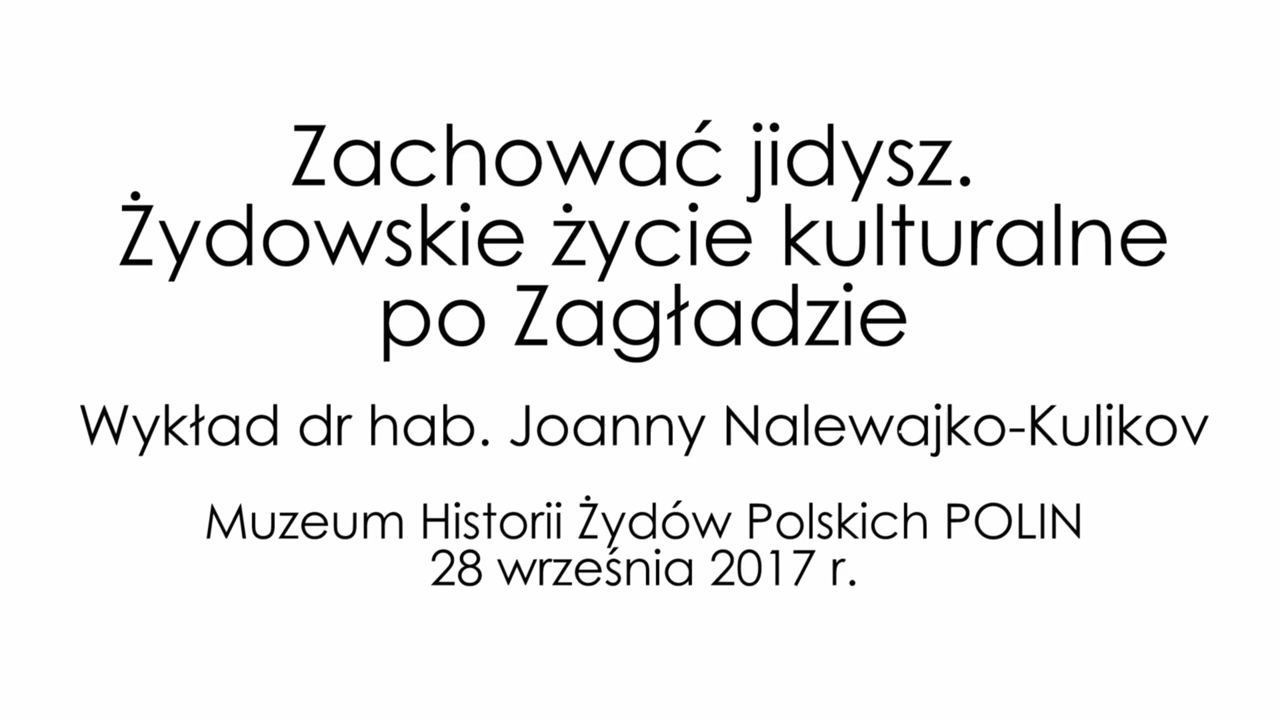 Zachować jidysz.
Żydowskie życie kulturalne
po Zagładzie
Wykład dr hab. Joanny Nalewajko-Kulikov
Muzeum Historii Żydów Polskich POLIN
28 września 2017 r.